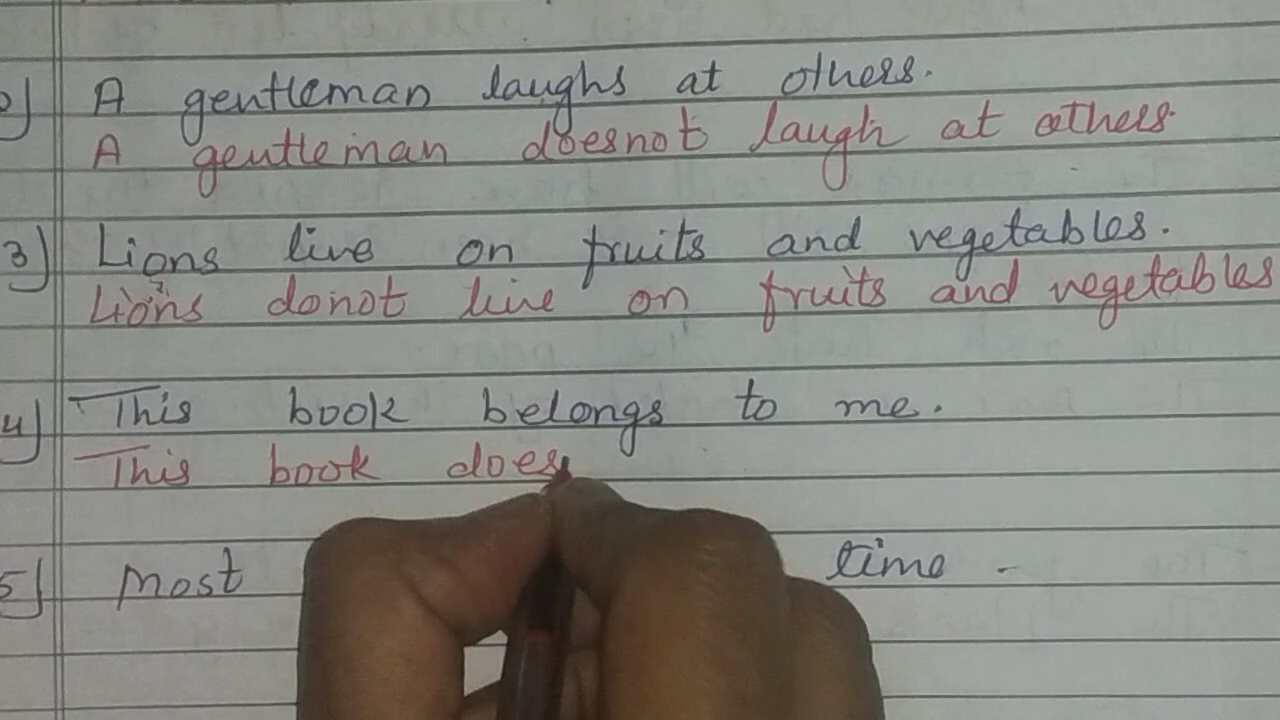 2) A gentleman laughs at others.
A gentleman doesnot laugh at others.
3) Lions live on fruits and vegetables.
Lions donot live on fruits and vegetables
4) This book belongs to me.
This book does
5) Most time .